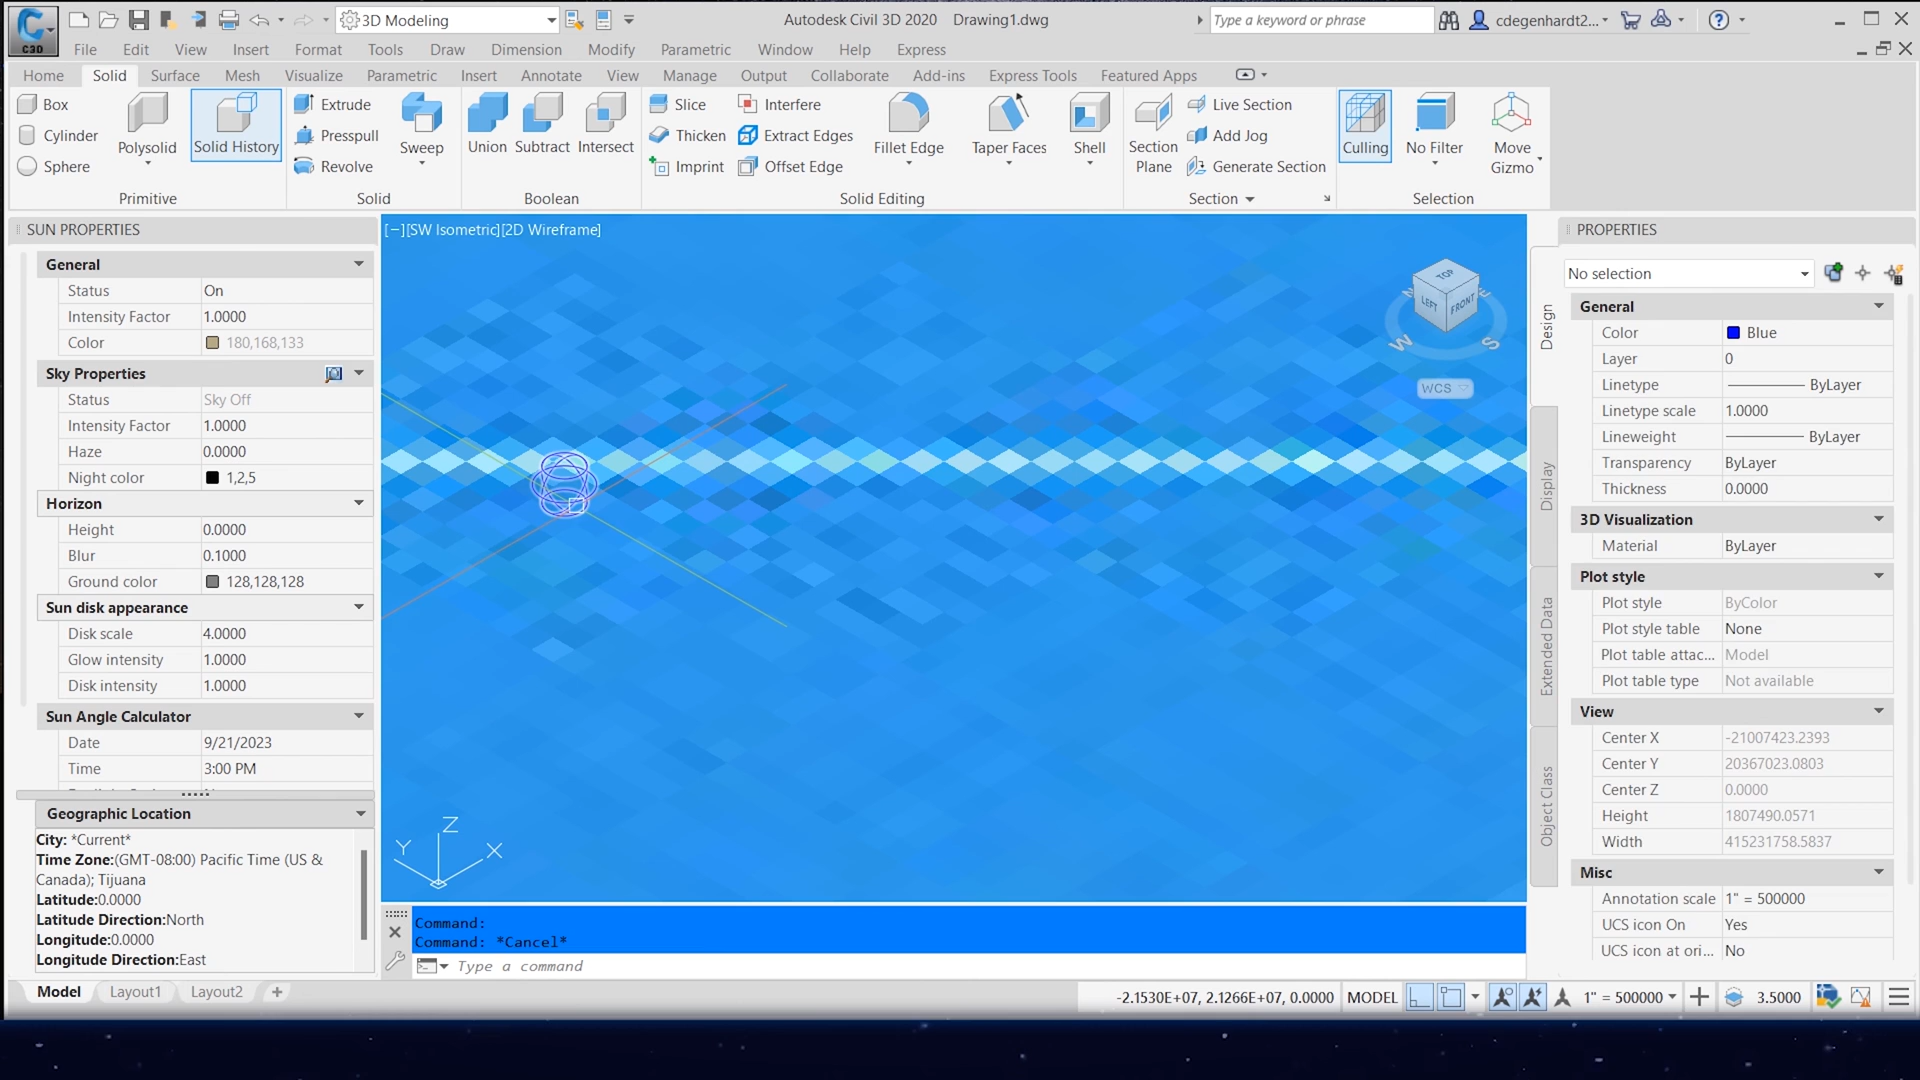 3D Modeling
Autodesk Civil 3D 2020 Drawing1.dwg
Type a keyword or phrase
cdegenhardt2...
C3D
File Edit View Insert Format Tools Draw Dimension Modify Parametric Window Help Express
Home Solid Surface Mesh Visualize Parametric Insert Annotate View Manage Output Collaborate Add-ins Express Tools Featured Apps
Box
Cylinder
Sphere
Polysolid
Solid History
Primitive
Extrude
Presspull
Revolve
Sweep
Solid
Union
Subtract
Intersect
Boolean
Slice
Thicken
Imprint
Interfere
Extract Edges
Offset Edge
Fillet Edge
Taper Faces
Shell
Solid Editing
Section
Plane
Live Section
Add Jog
Generate Section
Section
Culling
No Filter
Move
Gizmo
Selection
SUN PROPERTIES
General
Status On
Intensity Factor 1.0000
Color 180,168,133
Sky Properties
Status Sky Off
Intensity Factor 1.0000
Haze 0.0000
Night color 1,2,5
Horizon
Height 0.0000
Blur 0.1000
Ground color 128,128,128
Sun disk appearance
Disk scale 4.0000
Glow intensity 1.0000
Disk intensity 1.0000
Sun Angle Calculator
Date 9/21/2023
Time 3:00 PM
Geographic Location
City: *Current*
Time Zone:(GMT-08:00) Pacific Time (US &
Canada); Tijuana
Latitude:0.0000
Latitude Direction:North
Longitude:0.0000
Longitude Direction:East
[−][SW Isometric][2D Wireframe]
TOP
LEFT
FRONT
W
S
WCS
Z
Y
X
Command:
Command: *Cancel*
Type a command
Design
Display
Extended Data
Object Class
PROPERTIES
No selection
General
Color Blue
Layer 0
Linetype ByLayer
Linetype scale 1.0000
Lineweight ByLayer
Transparency ByLayer
Thickness 0.0000
3D Visualization
Material ByLayer
Plot style
Plot style ByColor
Plot style table None
Plot table attac... Model
Plot table type Not available
View
Center X -21007423.2393
Center Y 20367023.0803
Center Z 0.0000
Height 1807490.0571
Width 415231758.5837
Misc
Annotation scale 1" = 500000
UCS icon On Yes
UCS icon at ori... No
Model Layout1 Layout2 +
-2.1530E+07, 2.1266E+07, 0.0000 MODEL
1" = 500000
3.5000